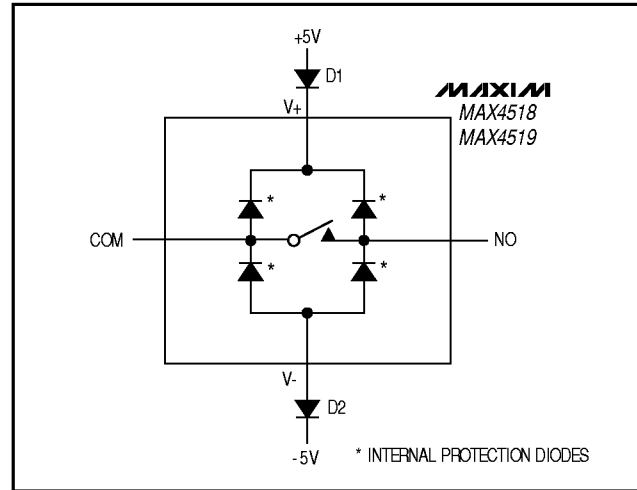 +5V
D1
V+
MAXIM
MAX4518
MAX4519
*
*
COM
NO
*
*
V-
D2
-5V
* INTERNAL PROTECTION DIODES